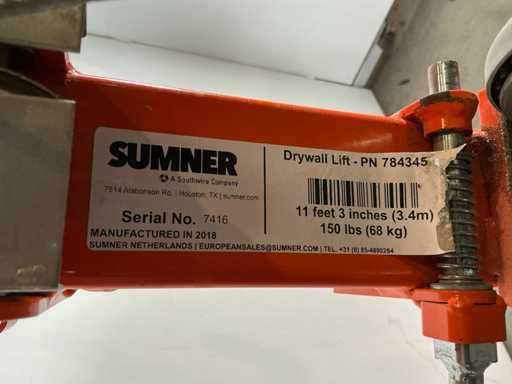 SUMNER
A Southwire Company
7514 Alabonson Rd. | Houston, TX | sumner.com
Serial No. 7416
MANUFACTURED IN 2018
SUMNER NETHERLANDS | EUROPEANSALES@SUMNER.COM | TEL. +31 (6) 85-4890264
Drywall Lift - PN 784345
11 feet 3 inches (3.4m)
150 lbs (68 kg)